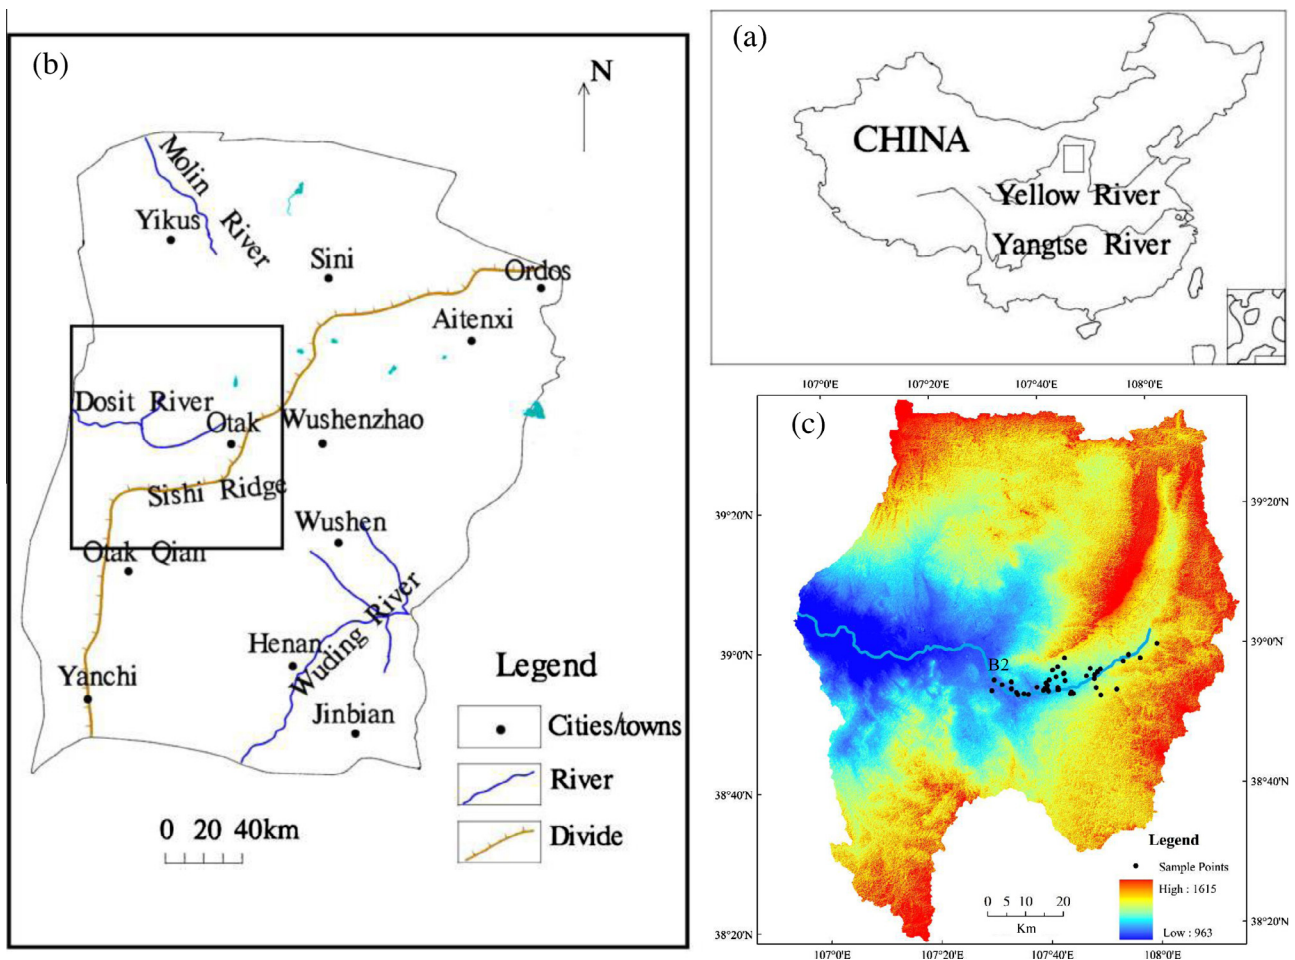 (b)
N
Molin River
Yikus
Sini
Ordos
Aitenxi
Dosit River
Otak
Wushenzhao
Sishi Ridge
Wushen
Otak Qian
Wuding River
Henan
Yanchi
Jinbian
Legend
Cities/towns
River
Divide
0 20 40km
(a)
CHINA
Yellow River
Yangtse River
107°0'E 107°20'E 107°40'E 108°0'E
(c)
39°20'N
39°20'N
39°0'N
39°0'N
B2
38°40'N
38°40'N
Legend
Sample Points
High : 1615
Low : 963
0 5 10 20
Km
38°20'N
38°20'N
107°0'E 107°20'E 107°40'E 108°0'E